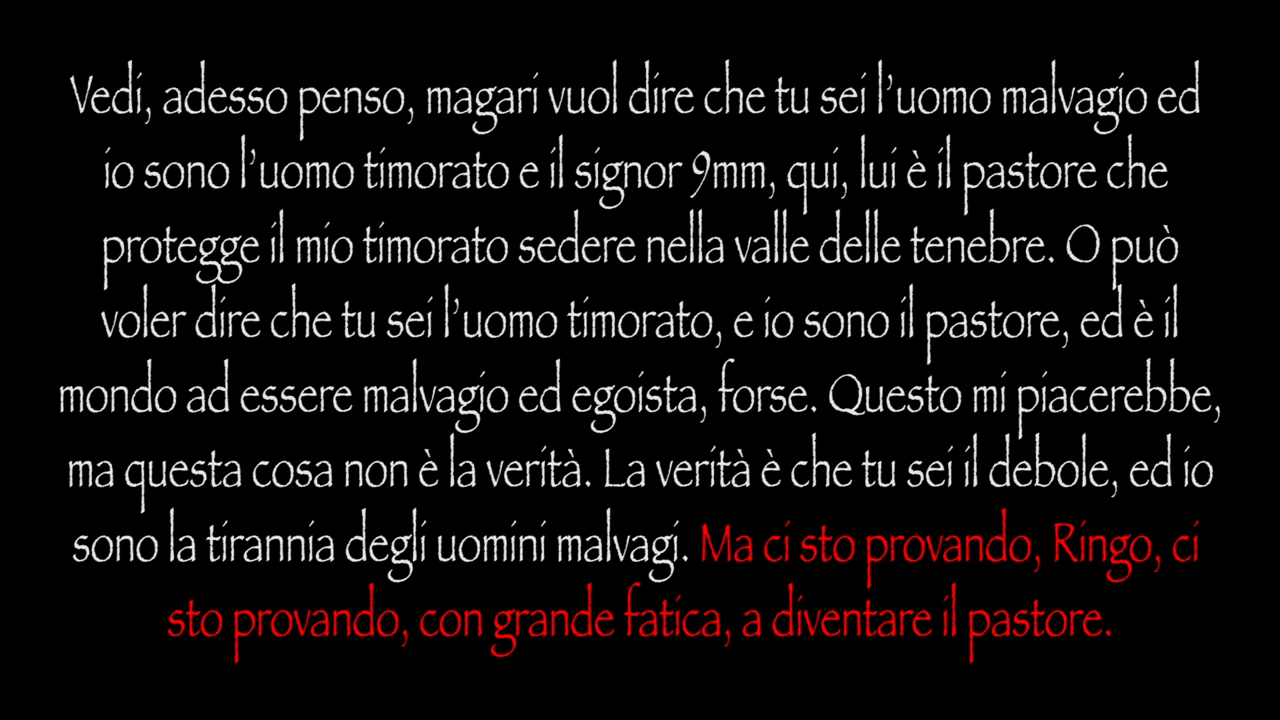 Vedi, adesso penso, magari vuol dire che tu sei l’uomo malvagio ed
io sono l’uomo timorato e il signor 9mm, qui, lui è il pastore che
protegge il mio timorato sedere nella valle delle tenebre. O può
voler dire che tu sei l’uomo timorato, e io sono il pastore, ed è il
mondo ad essere malvagio ed egoista, forse. Questo mi piacerebbe,
ma questa cosa non è la verità. La verità è che tu sei il debole, ed io
sono la tirannia degli uomini malvagi. Ma ci sto provando, Ringo, ci
sto provando, con grande fatica, a diventare il pastore.